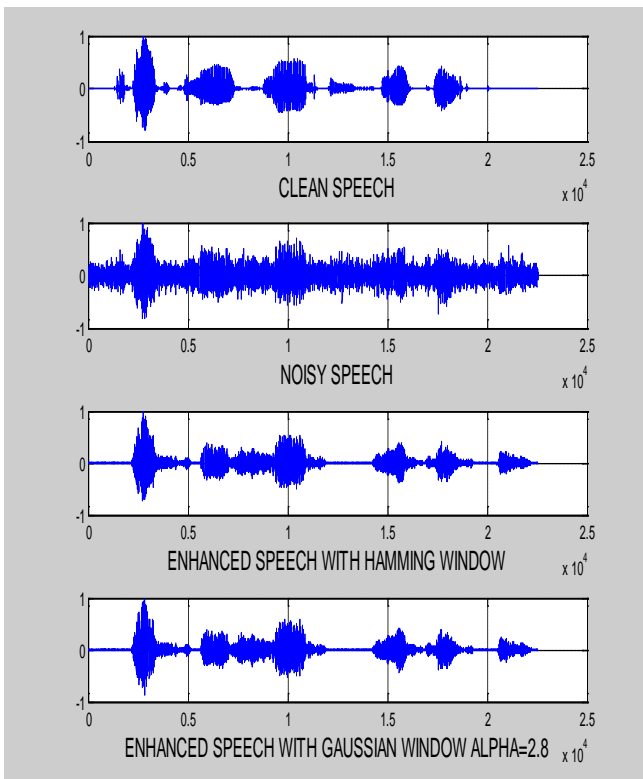 1
0
-1
0 0.5 1 1.5 2 2.5
CLEAN SPEECH
x 10^4
1
0
-1
0 0.5 1 1.5 2 2.5
NOISY SPEECH
x 10^4
1
0
-1
0 0.5 1 1.5 2 2.5
ENHANCED SPEECH WITH HAMMING WINDOW
x 10^4
1
0
-1
0 0.5 1 1.5 2 2.5
ENHANCED SPEECH WITH GAUSSIAN WINDOW ALPHA=2.8
x 10^4